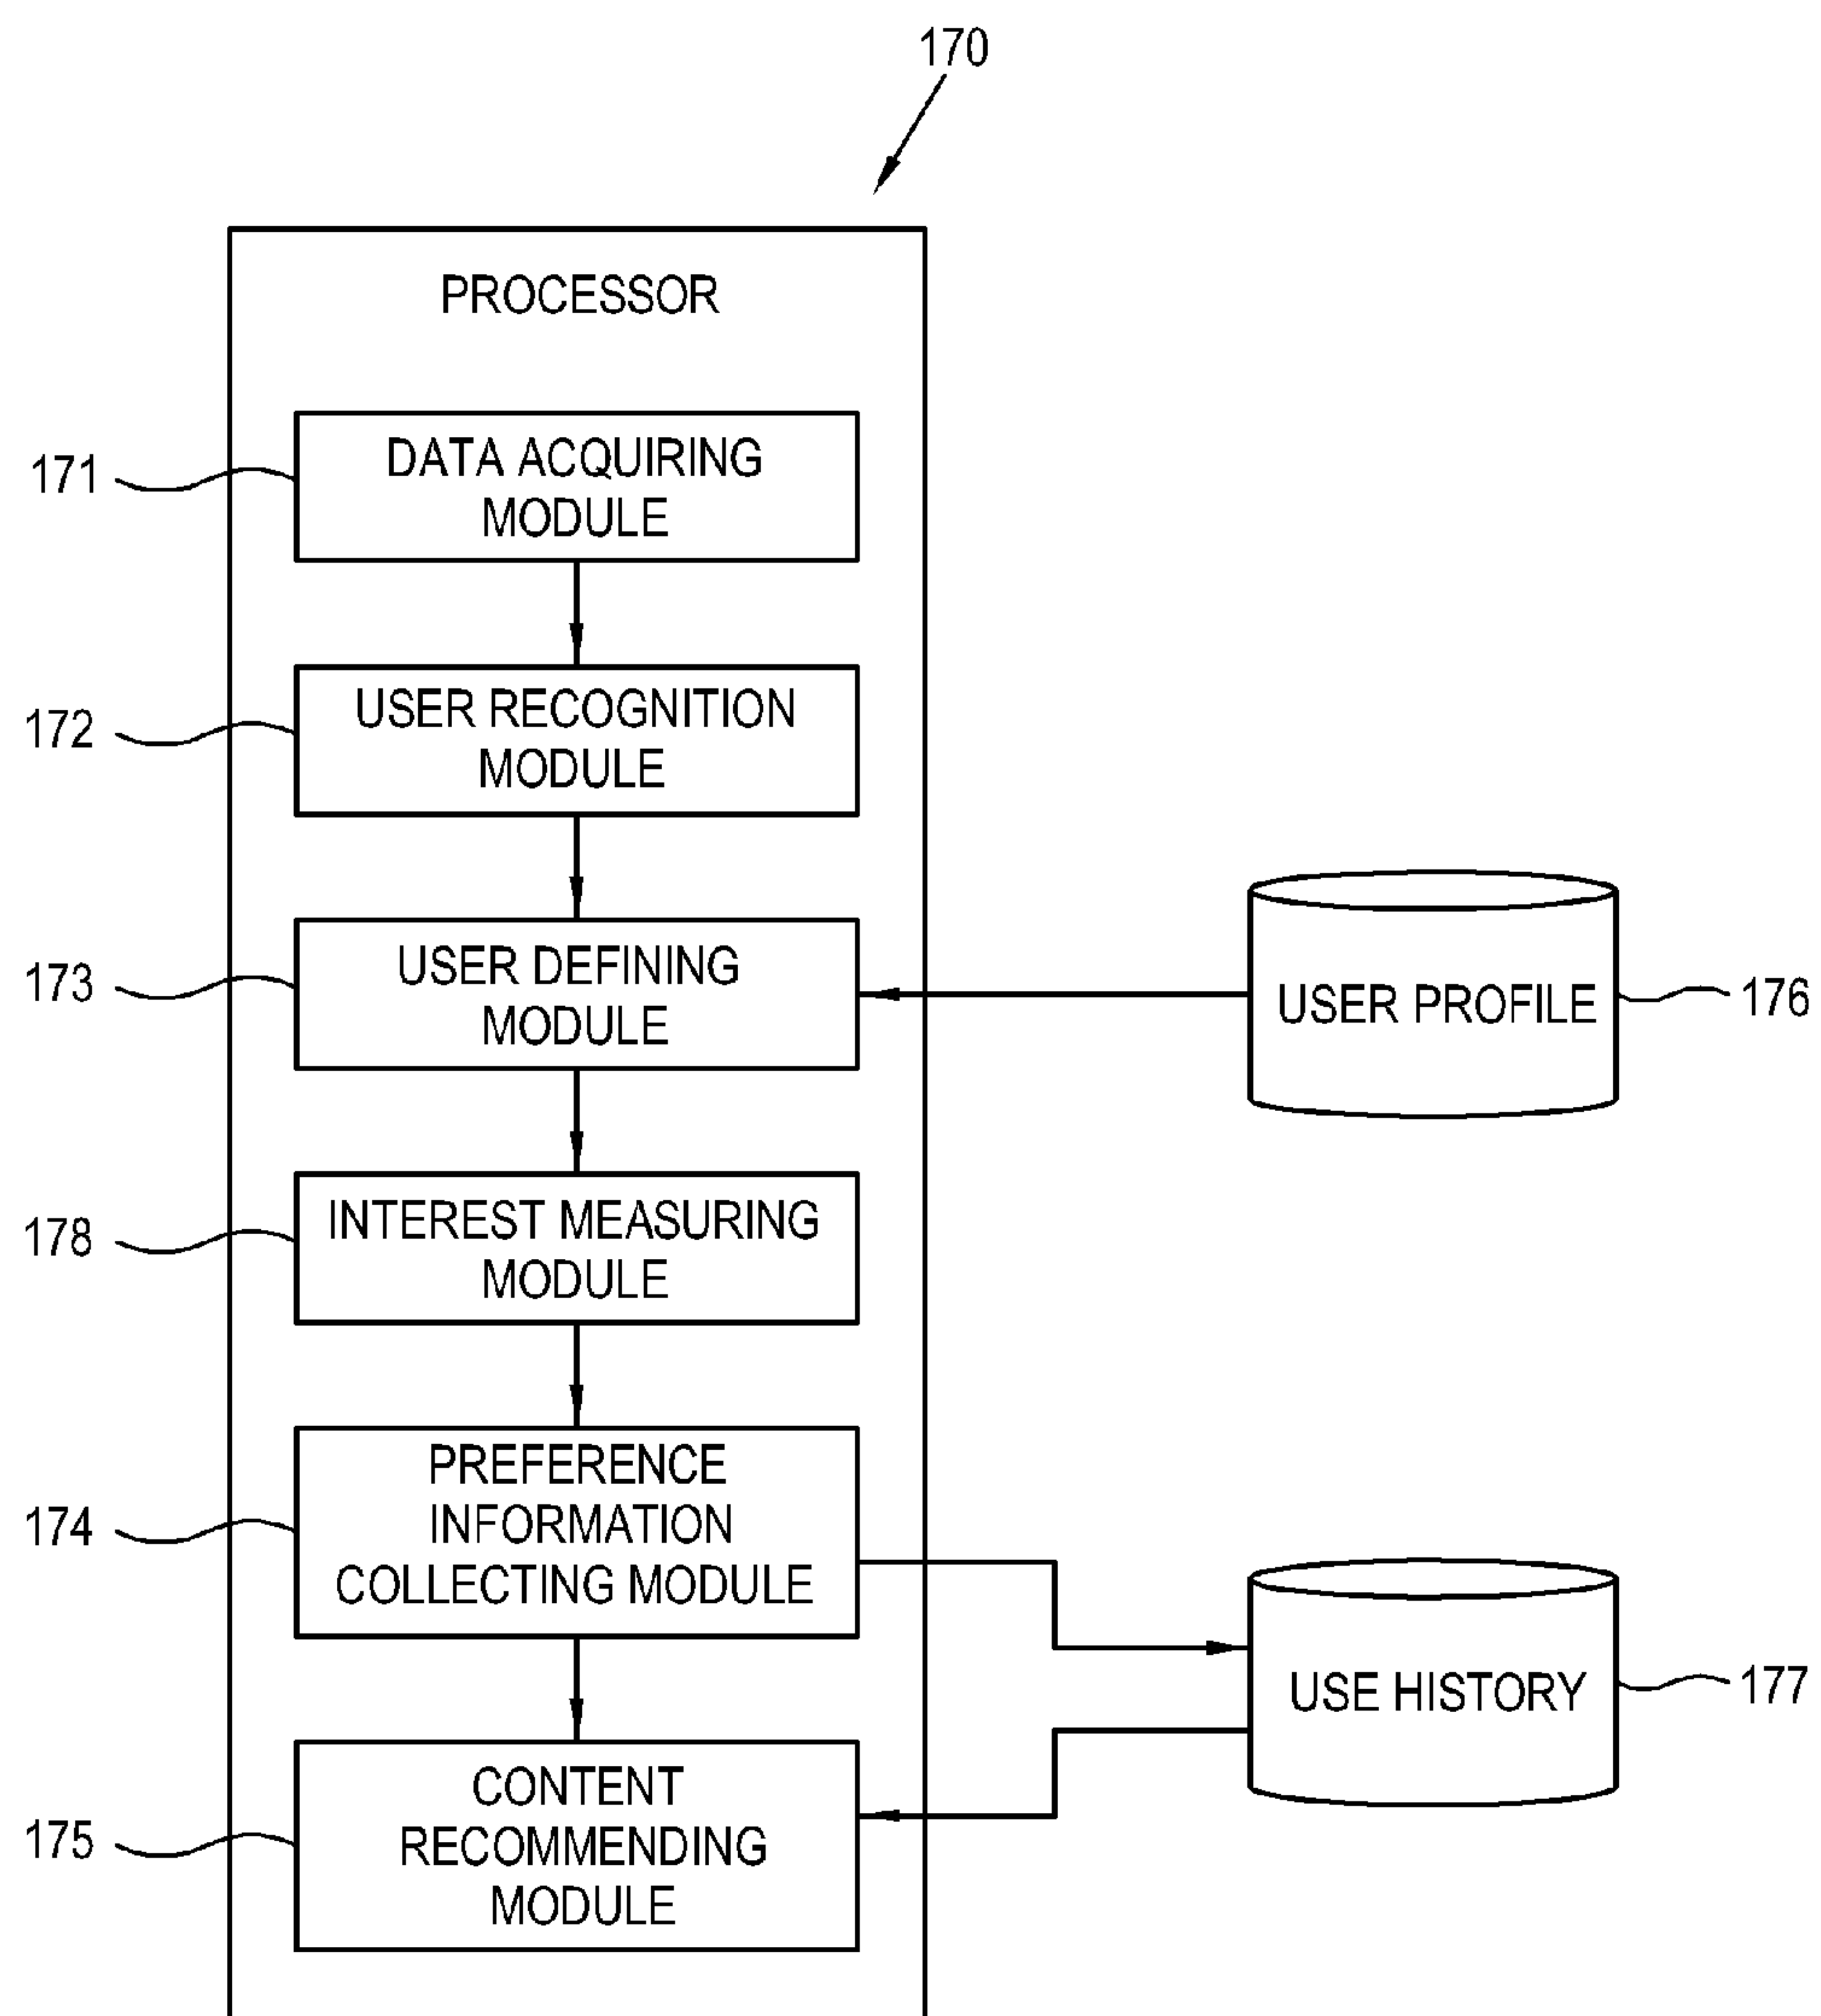 170
PROCESSOR
171
DATA ACQUIRING
MODULE
172
USER RECOGNITION
MODULE
173
USER DEFINING
MODULE
USER PROFILE
176
178
INTEREST MEASURING
MODULE
174
PREFERENCE
INFORMATION
COLLECTING MODULE
USE HISTORY
177
175
CONTENT
RECOMMENDING
MODULE